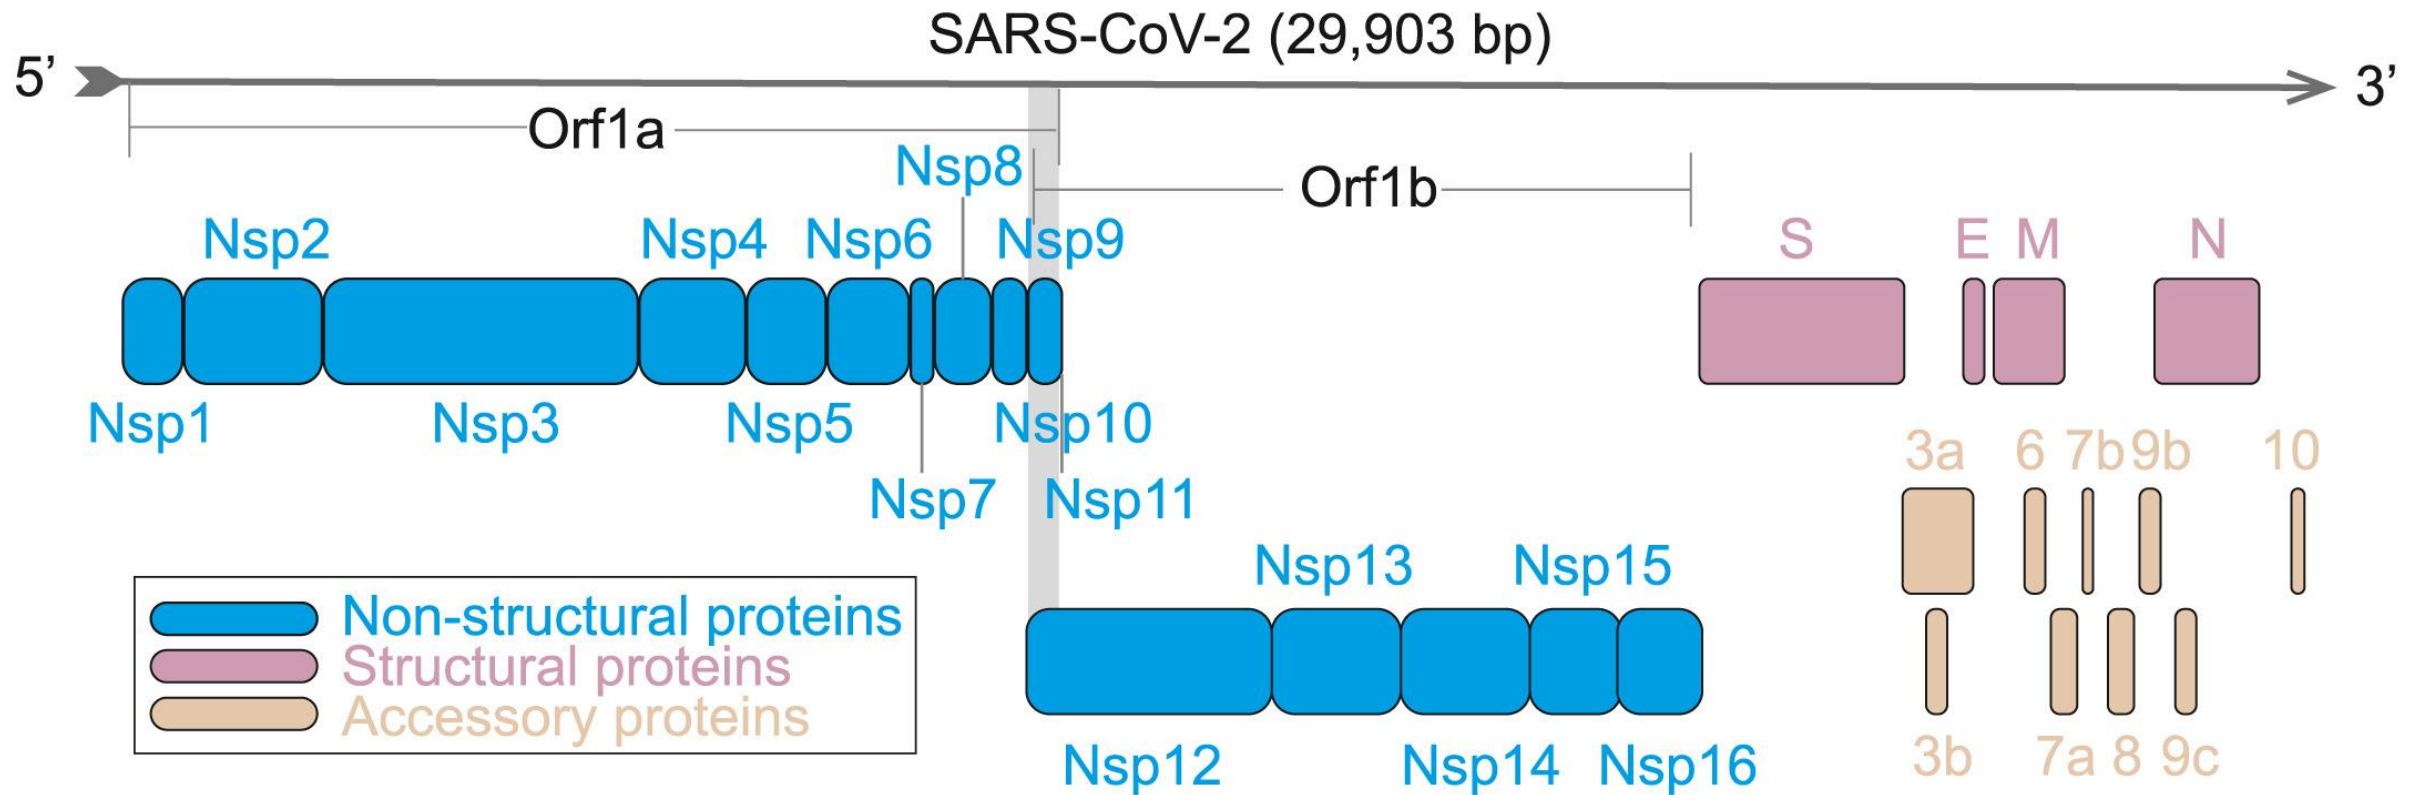 SARS-CoV-2 (29,903 bp)
5’ 3’
Orf1a
Nsp8
Orf1b
Nsp2 Nsp4 Nsp6 Nsp9 S E M N
Nsp1 Nsp3 Nsp5 Nsp10
3a 6 7b 9b 10
Nsp7 Nsp11
Nsp13 Nsp15
Non-structural proteins
Structural proteins
Accessory proteins
Nsp12 Nsp14 Nsp16
3b 7a 8 9c